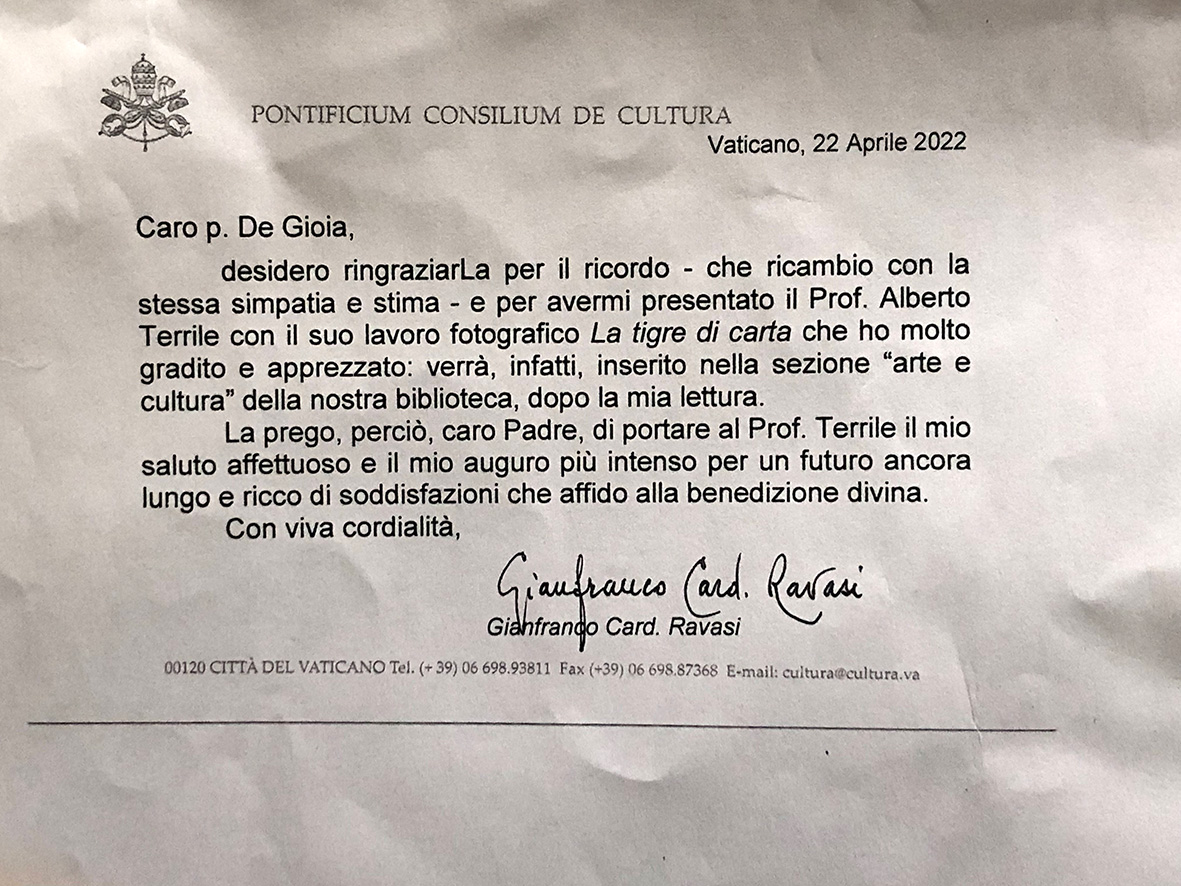 PONTIFICIUM CONSILIUM DE CULTURA
Vaticano, 22 Aprile 2022
Caro p. De Gioia,
desidero ringraziarLa per il ricordo - che ricambio con la
stessa simpatia e stima - e per avermi presentato il Prof. Alberto
Terrile con il suo lavoro fotografico La tigre di carta che ho molto
gradito e apprezzato: verrà, infatti, inserito nella sezione “arte e
cultura” della nostra biblioteca, dopo la mia lettura.
La prego, perciò, caro Padre, di portare al Prof. Terrile il mio
saluto affettuoso e il mio auguro più intenso per un futuro ancora
lungo e ricco di soddisfazioni che affido alla benedizione divina.
Con viva cordialità,
Gianfranco Card. Ravasi
Gianfranco Card. Ravasi
00120 CITTÀ DEL VATICANO Tel. (+ 39) 06 698.93811 Fax (+39) 06 698.87368 E-mail: cultura@cultura.va